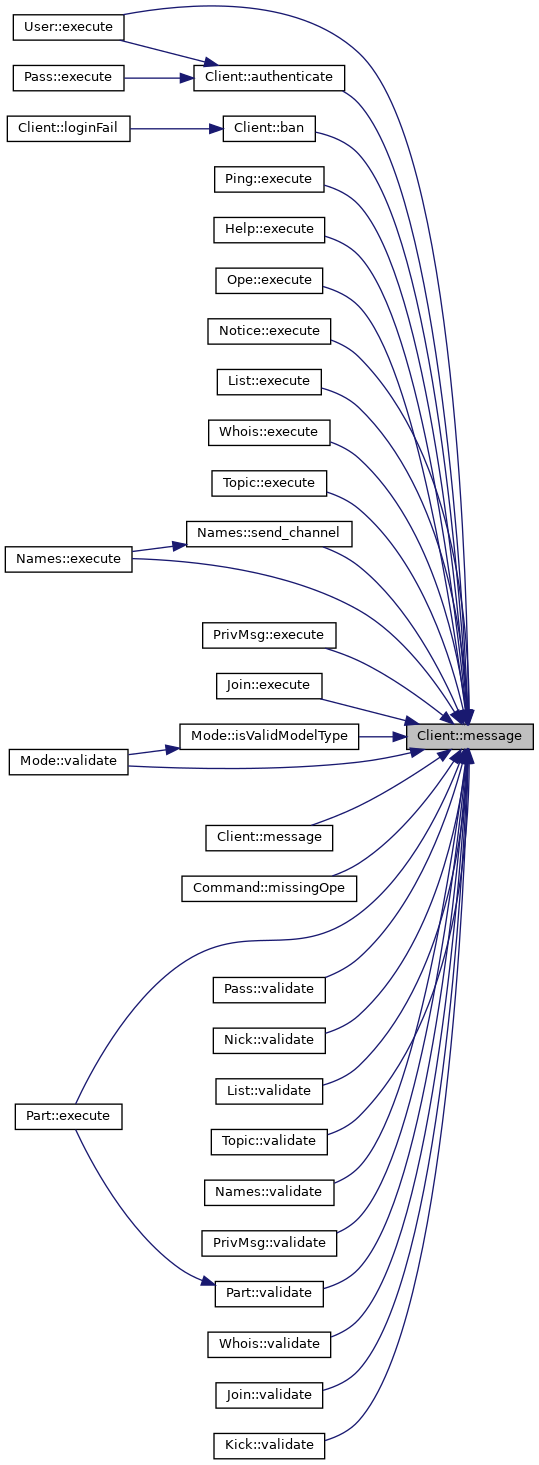 User::execute
Client::authenticate
Pass::execute
Client::loginFail
Client::ban
Ping::execute
Help::execute
Ope::execute
Notice::execute
List::execute
Whois::execute
Topic::execute
Names::send_channel
Names::execute
PrivMsg::execute
Join::execute
Mode::isValidModelType
Client::message
Mode::validate
Client::message
Command::missingOpe
Pass::validate
Nick::validate
List::validate
Part::execute
Topic::validate
Names::validate
PrivMsg::validate
Part::validate
Whois::validate
Join::validate
Kick::validate